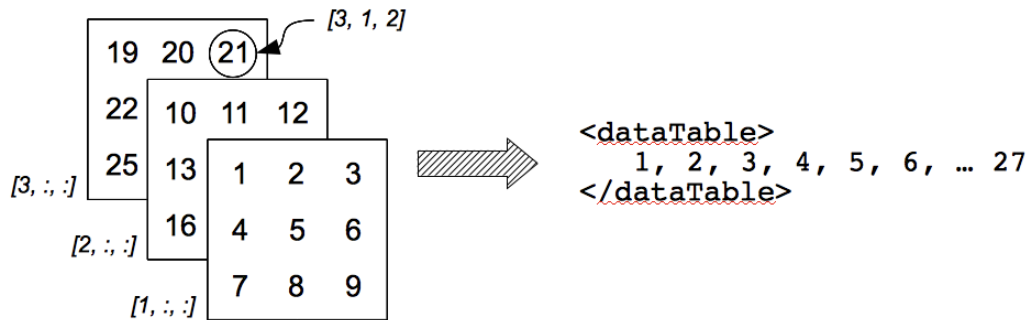 [3, 1, 2]
19 20 21
22
25
[3, :, :]
10 11 12
13
16
[2, :, :]
1 2 3
4 5 6
7 8 9
[1, :, :]
<dataTable>
1, 2, 3, 4, 5, 6, … 27
</dataTable>